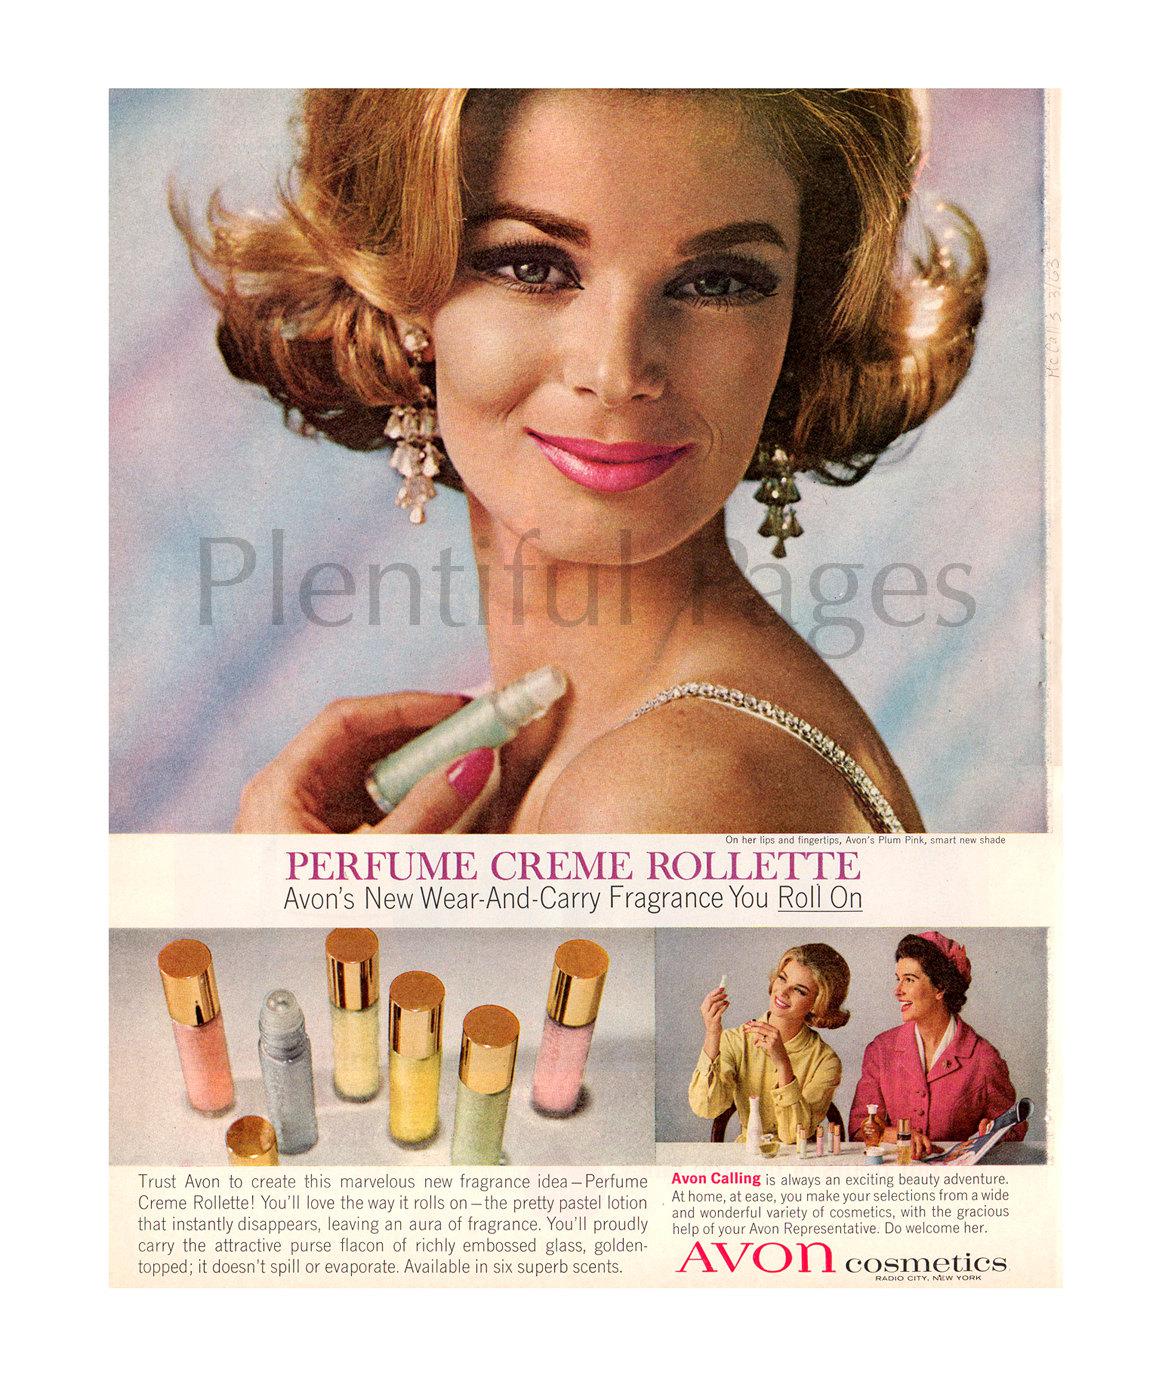 McCalls 3/63
Plentiful Pages
On her lips and fingertips, Avon's Plum Pink, smart new shade
PERFUME CREME ROLLETTE
Avon's New Wear-And-Carry Fragrance You Roll On
Trust Avon to create this marvelous new fragrance idea—Perfume
Creme Rollette! You'll love the way it rolls on—the pretty pastel lotion
that instantly disappears, leaving an aura of fragrance. You'll proudly
carry the attractive purse flacon of richly embossed glass, golden-
topped; it doesn't spill or evaporate. Available in six superb scents.
Avon Calling is always an exciting beauty adventure.
At home, at ease, you make your selections from a wide
and wonderful variety of cosmetics, with the gracious
help of your Avon Representative. Do welcome her.
AVON cosmetics
RADIO CITY, NEW YORK